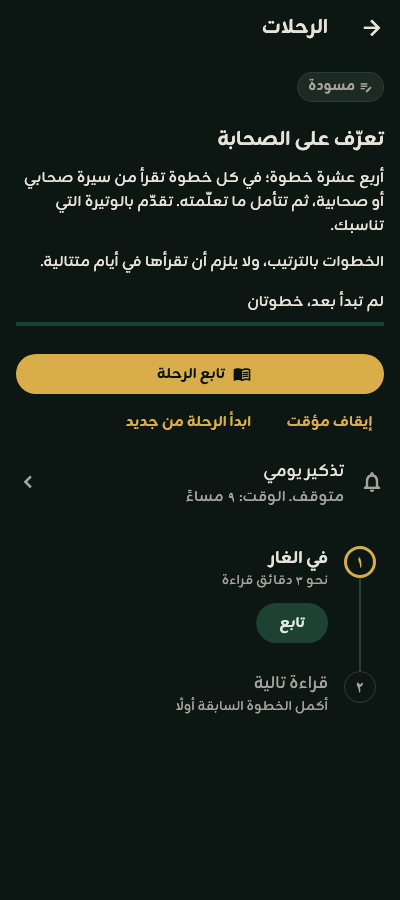 الرحلات
مسودة
تعرّف على الصحابة
أربع عشرة خطوة؛ في كل خطوة تقرأ من سيرة صحابي
أو صحابية، ثم تتأمل ما تعلّمته. تقدّم بالوتيرة التي
تناسبك.
الخطوات بالترتيب، ولا يلزم أن تقرأها في أيام متتالية.
لم تبدأ بعد، خطوتان
تابع الرحلة
إيقاف مؤقت
ابدأ الرحلة من جديد
تذكير يومي
متوقف. الوقت: ٩ مساءً
١
في الغار
نحو ٣ دقائق قراءة
تابع
٢
قراءة تالية
أكمل الخطوة السابقة أولًا